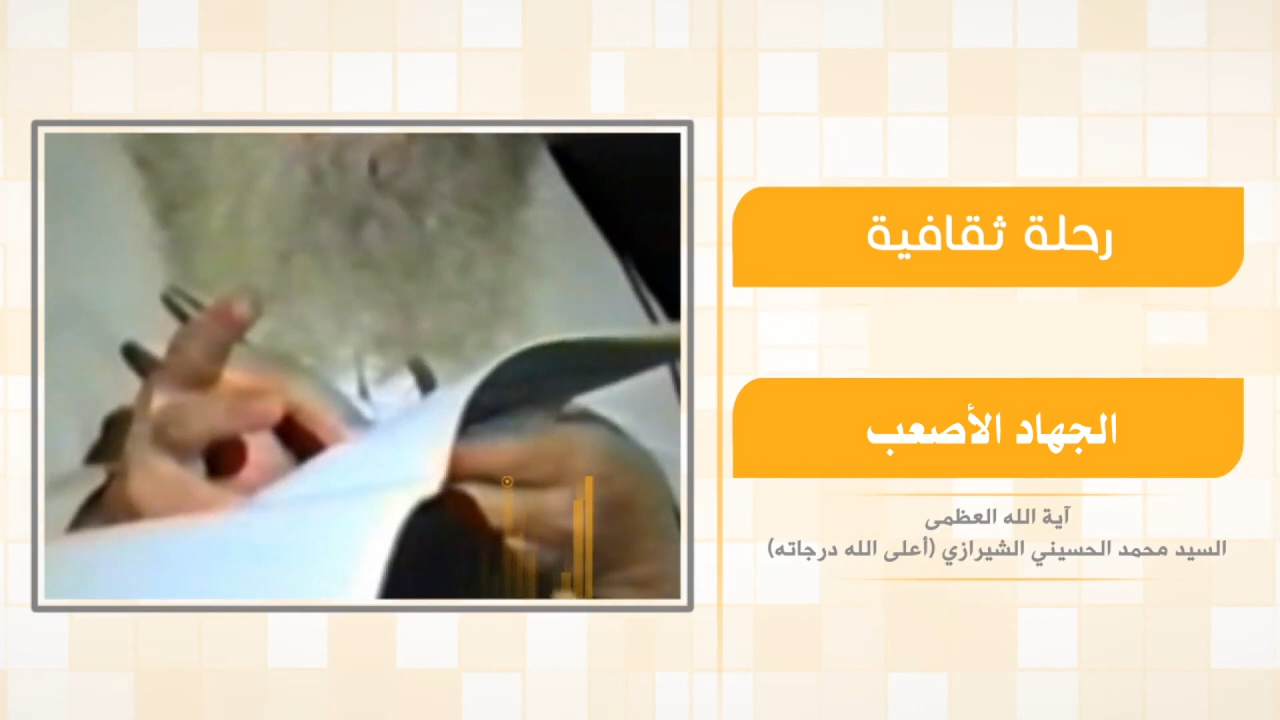 رحلة ثقافية
الجهاد الأصعب
آية الله العظمى
السيد محمد الحسيني الشيرازي (أعلى الله درجاته)